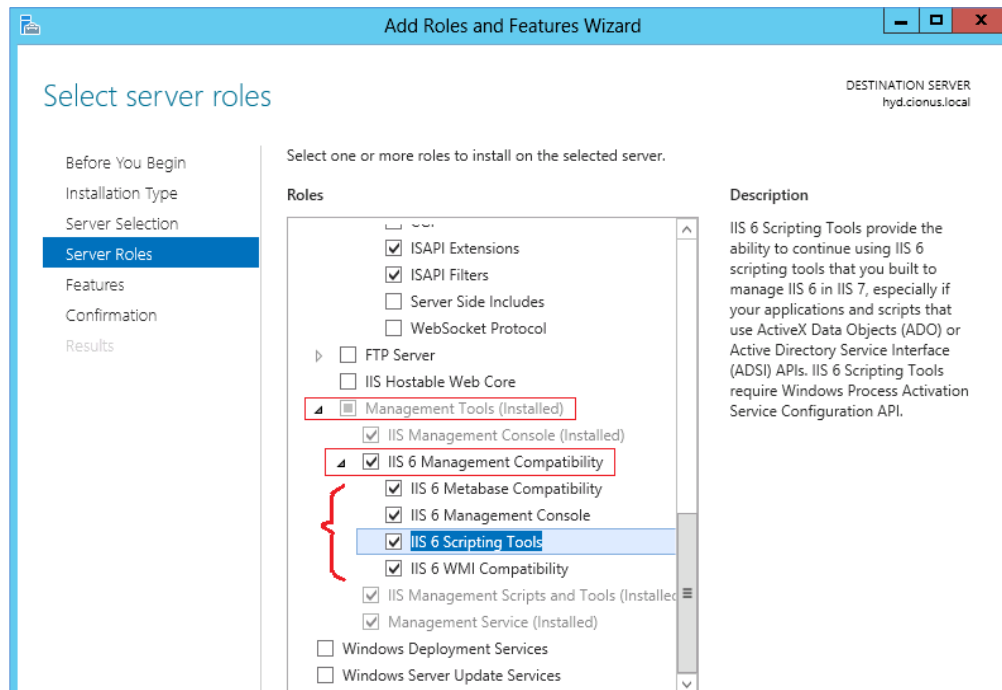 Add Roles and Features Wizard
Select server roles
DESTINATION SERVER
hyd.cionus.local
Before You Begin
Installation Type
Server Selection
Server Roles
Features
Confirmation
Results
Select one or more roles to install on the selected server.
Roles
ISAPI Extensions
ISAPI Filters
Server Side Includes
WebSocket Protocol
FTP Server
IIS Hostable Web Core
Management Tools (Installed)
IIS Management Console (Installed)
IIS 6 Management Compatibility
IIS 6 Metabase Compatibility
IIS 6 Management Console
IIS 6 Scripting Tools
IIS 6 WMI Compatibility
IIS Management Scripts and Tools (Installed
Management Service (Installed)
Windows Deployment Services
Windows Server Update Services
Description
IIS 6 Scripting Tools provide the
ability to continue using IIS 6
scripting tools that you built to
manage IIS 6 in IIS 7, especially if
your applications and scripts that
use ActiveX Data Objects (ADO) or
Active Directory Service Interface
(ADSI) APIs. IIS 6 Scripting Tools
require Windows Process Activation
Service Configuration API.